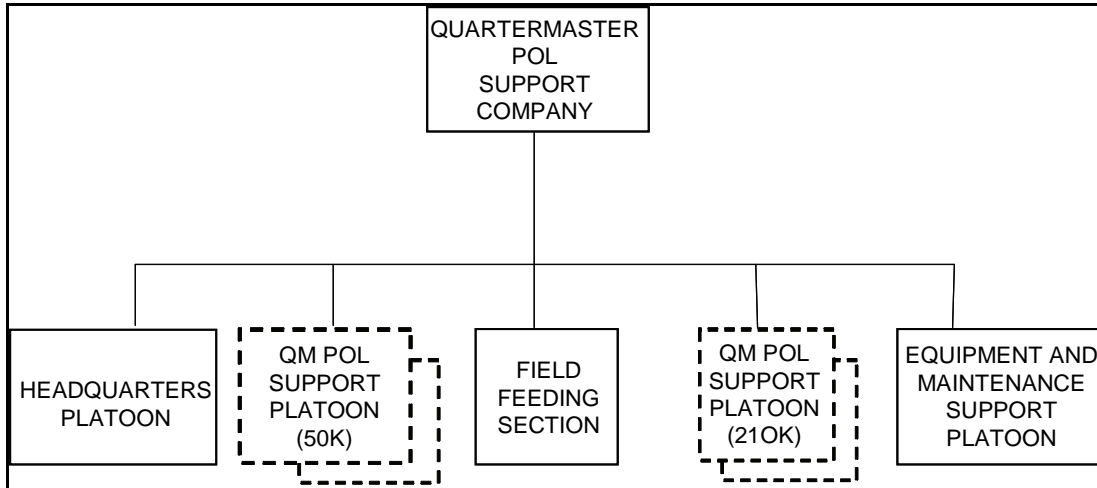 QUARTERMASTER
POL
SUPPORT
COMPANY
HEADQUARTERS
PLATOON
QM POL
SUPPORT
PLATOON
(50K)
FIELD
FEEDING
SECTION
QM POL
SUPPORT
PLATOON
(21OK)
EQUIPMENT AND
MAINTENANCE
SUPPORT
PLATOON